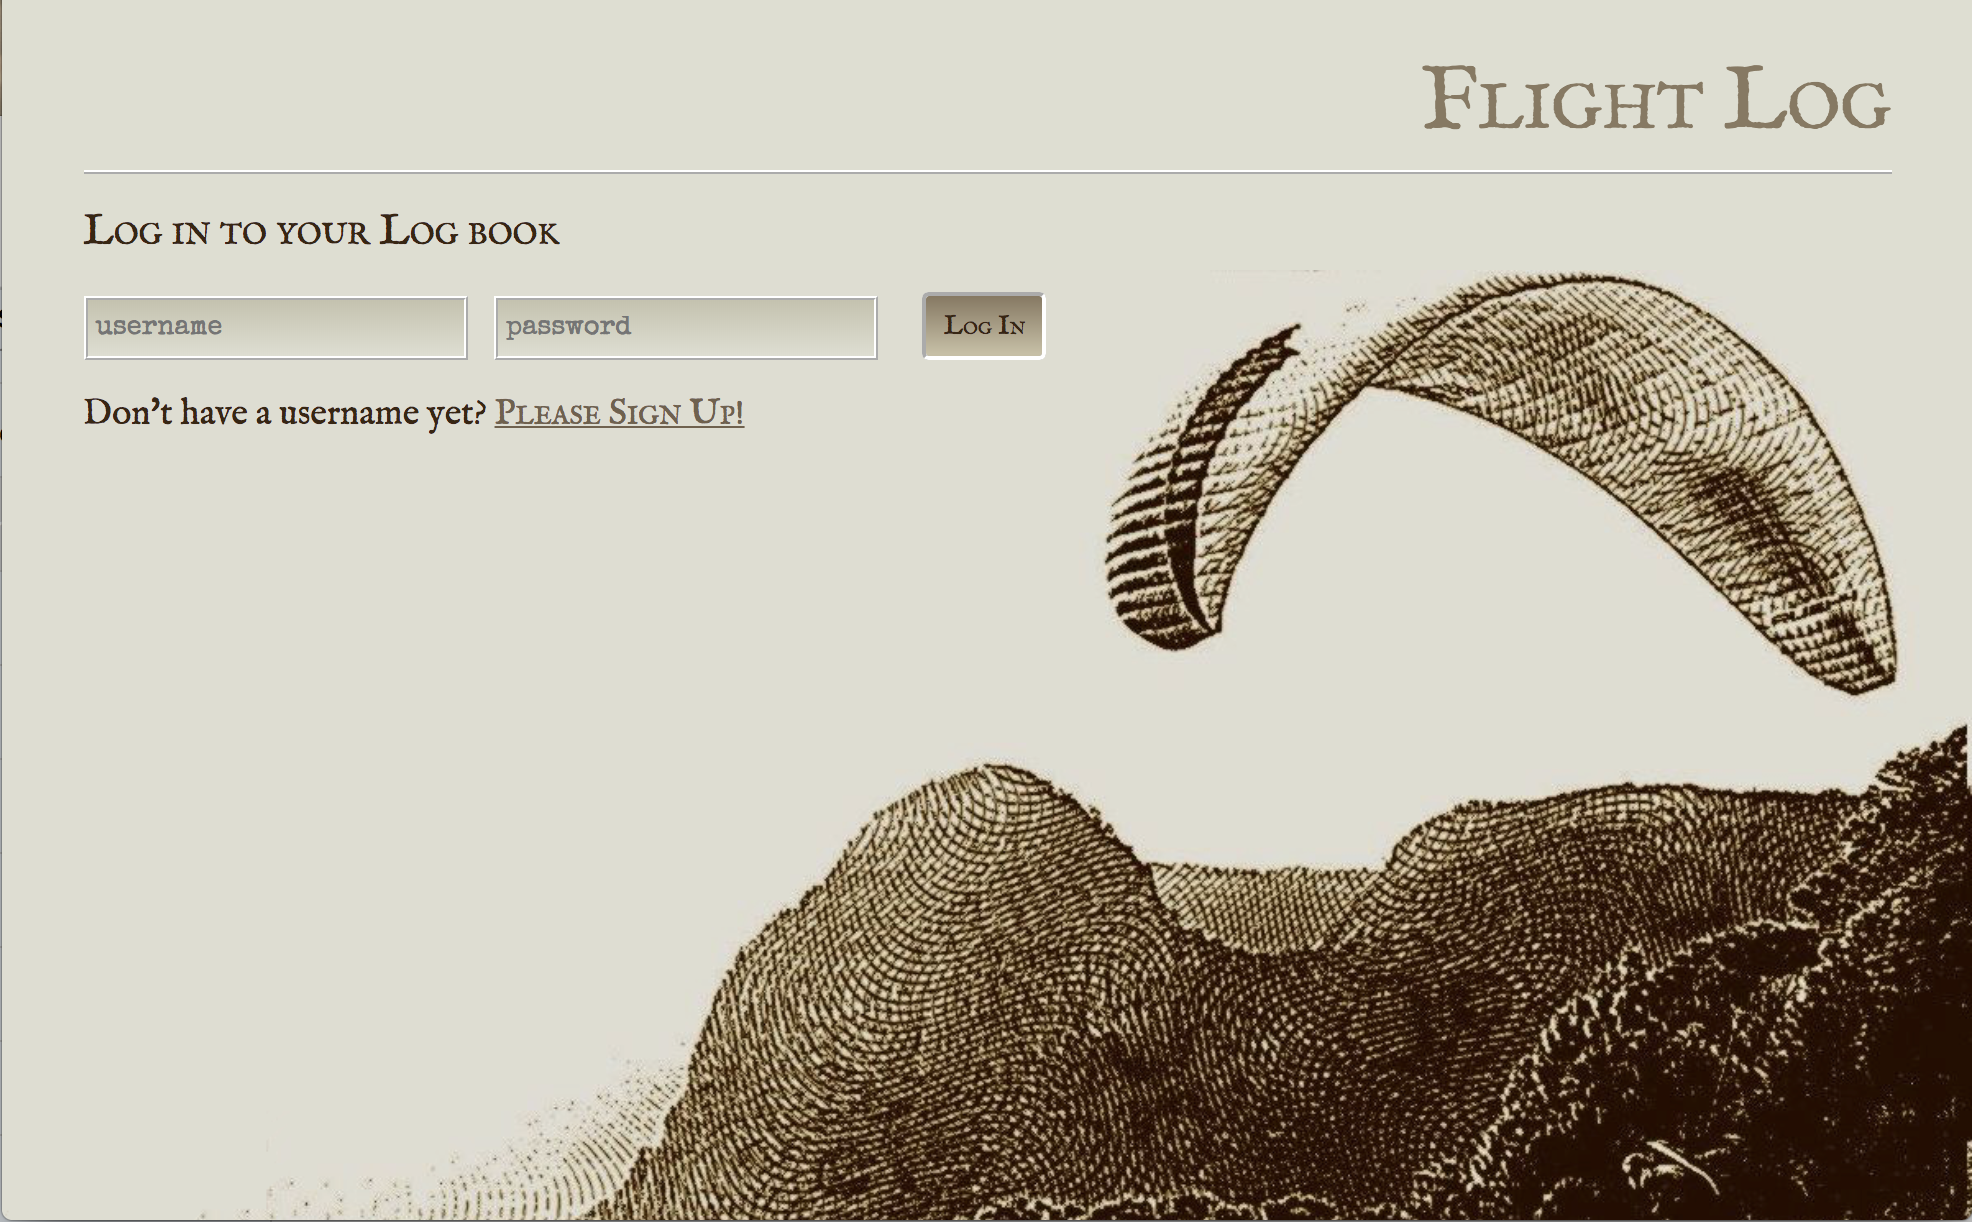 Flight Log
Log in to your Log book
username
password
Log In
Don't have a username yet? Please Sign Up!